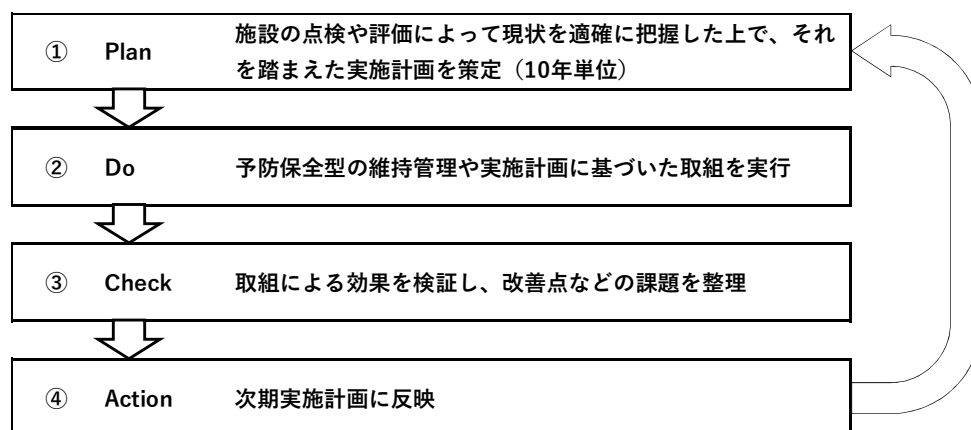 ① Plan 施設の点検や評価によって現状を適確に把握した上で、それ
を踏まえた実施計画を策定（10年単位）
② Do 予防保全型の維持管理や実施計画に基づいた取組を実行
③ Check 取組による効果を検証し、改善点などの課題を整理
④ Action 次期実施計画に反映